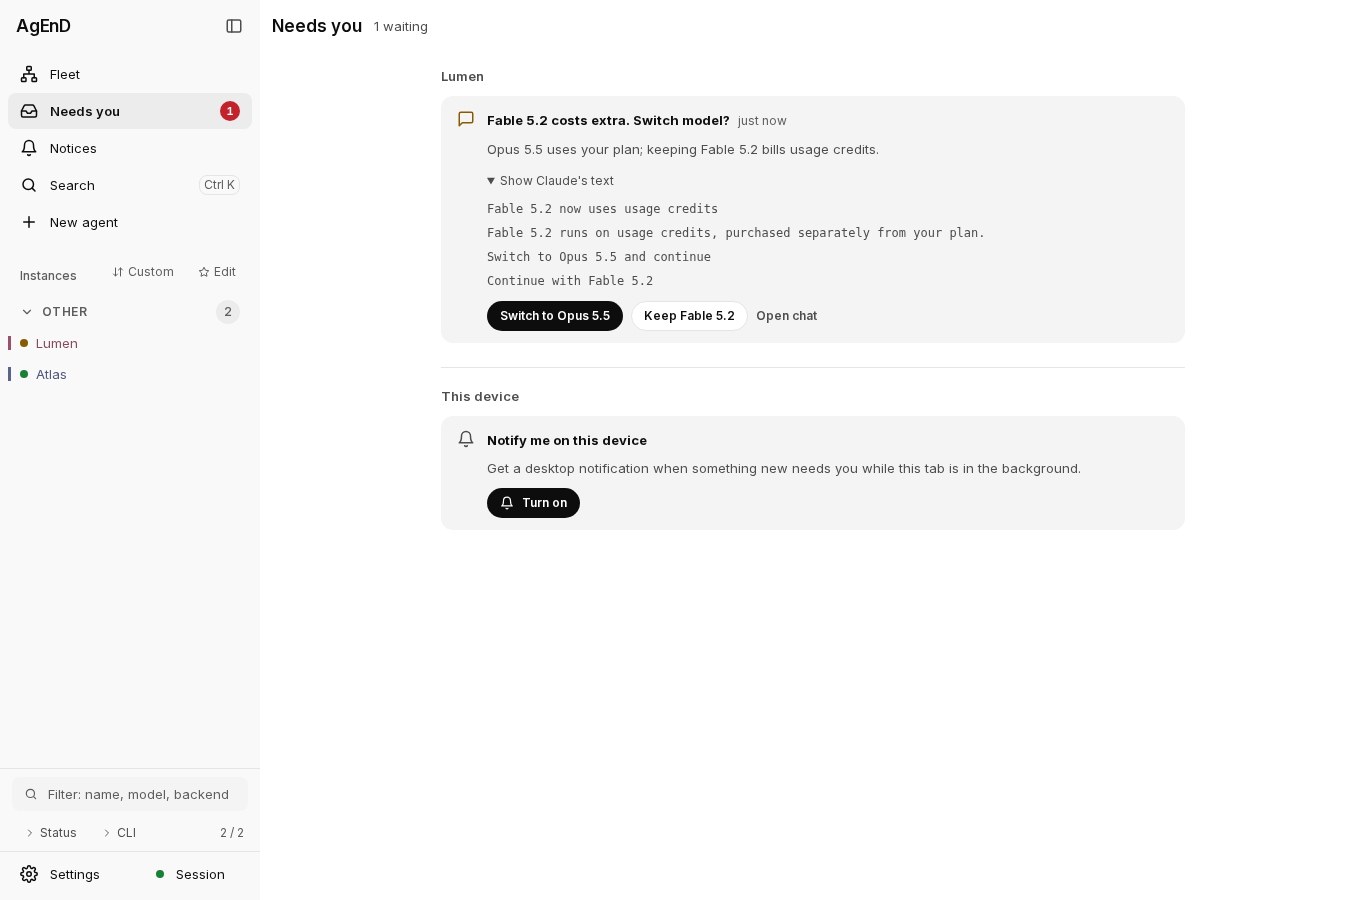 AgEnD
Fleet
Needs you 1
Notices
Search Ctrl K
New agent
Instances Custom Edit
OTHER 2
Lumen
Atlas
Filter: name, model, backend
Status CLI 2 / 2
Settings Session
Needs you 1 waiting
Lumen
Fable 5.2 costs extra. Switch model? just now
Opus 5.5 uses your plan; keeping Fable 5.2 bills usage credits.
Show Claude's text
Fable 5.2 now uses usage credits
Fable 5.2 runs on usage credits, purchased separately from your plan.
Switch to Opus 5.5 and continue
Continue with Fable 5.2
Switch to Opus 5.5 Keep Fable 5.2 Open chat
This device
Notify me on this device
Get a desktop notification when something new needs you while this tab is in the background.
Turn on